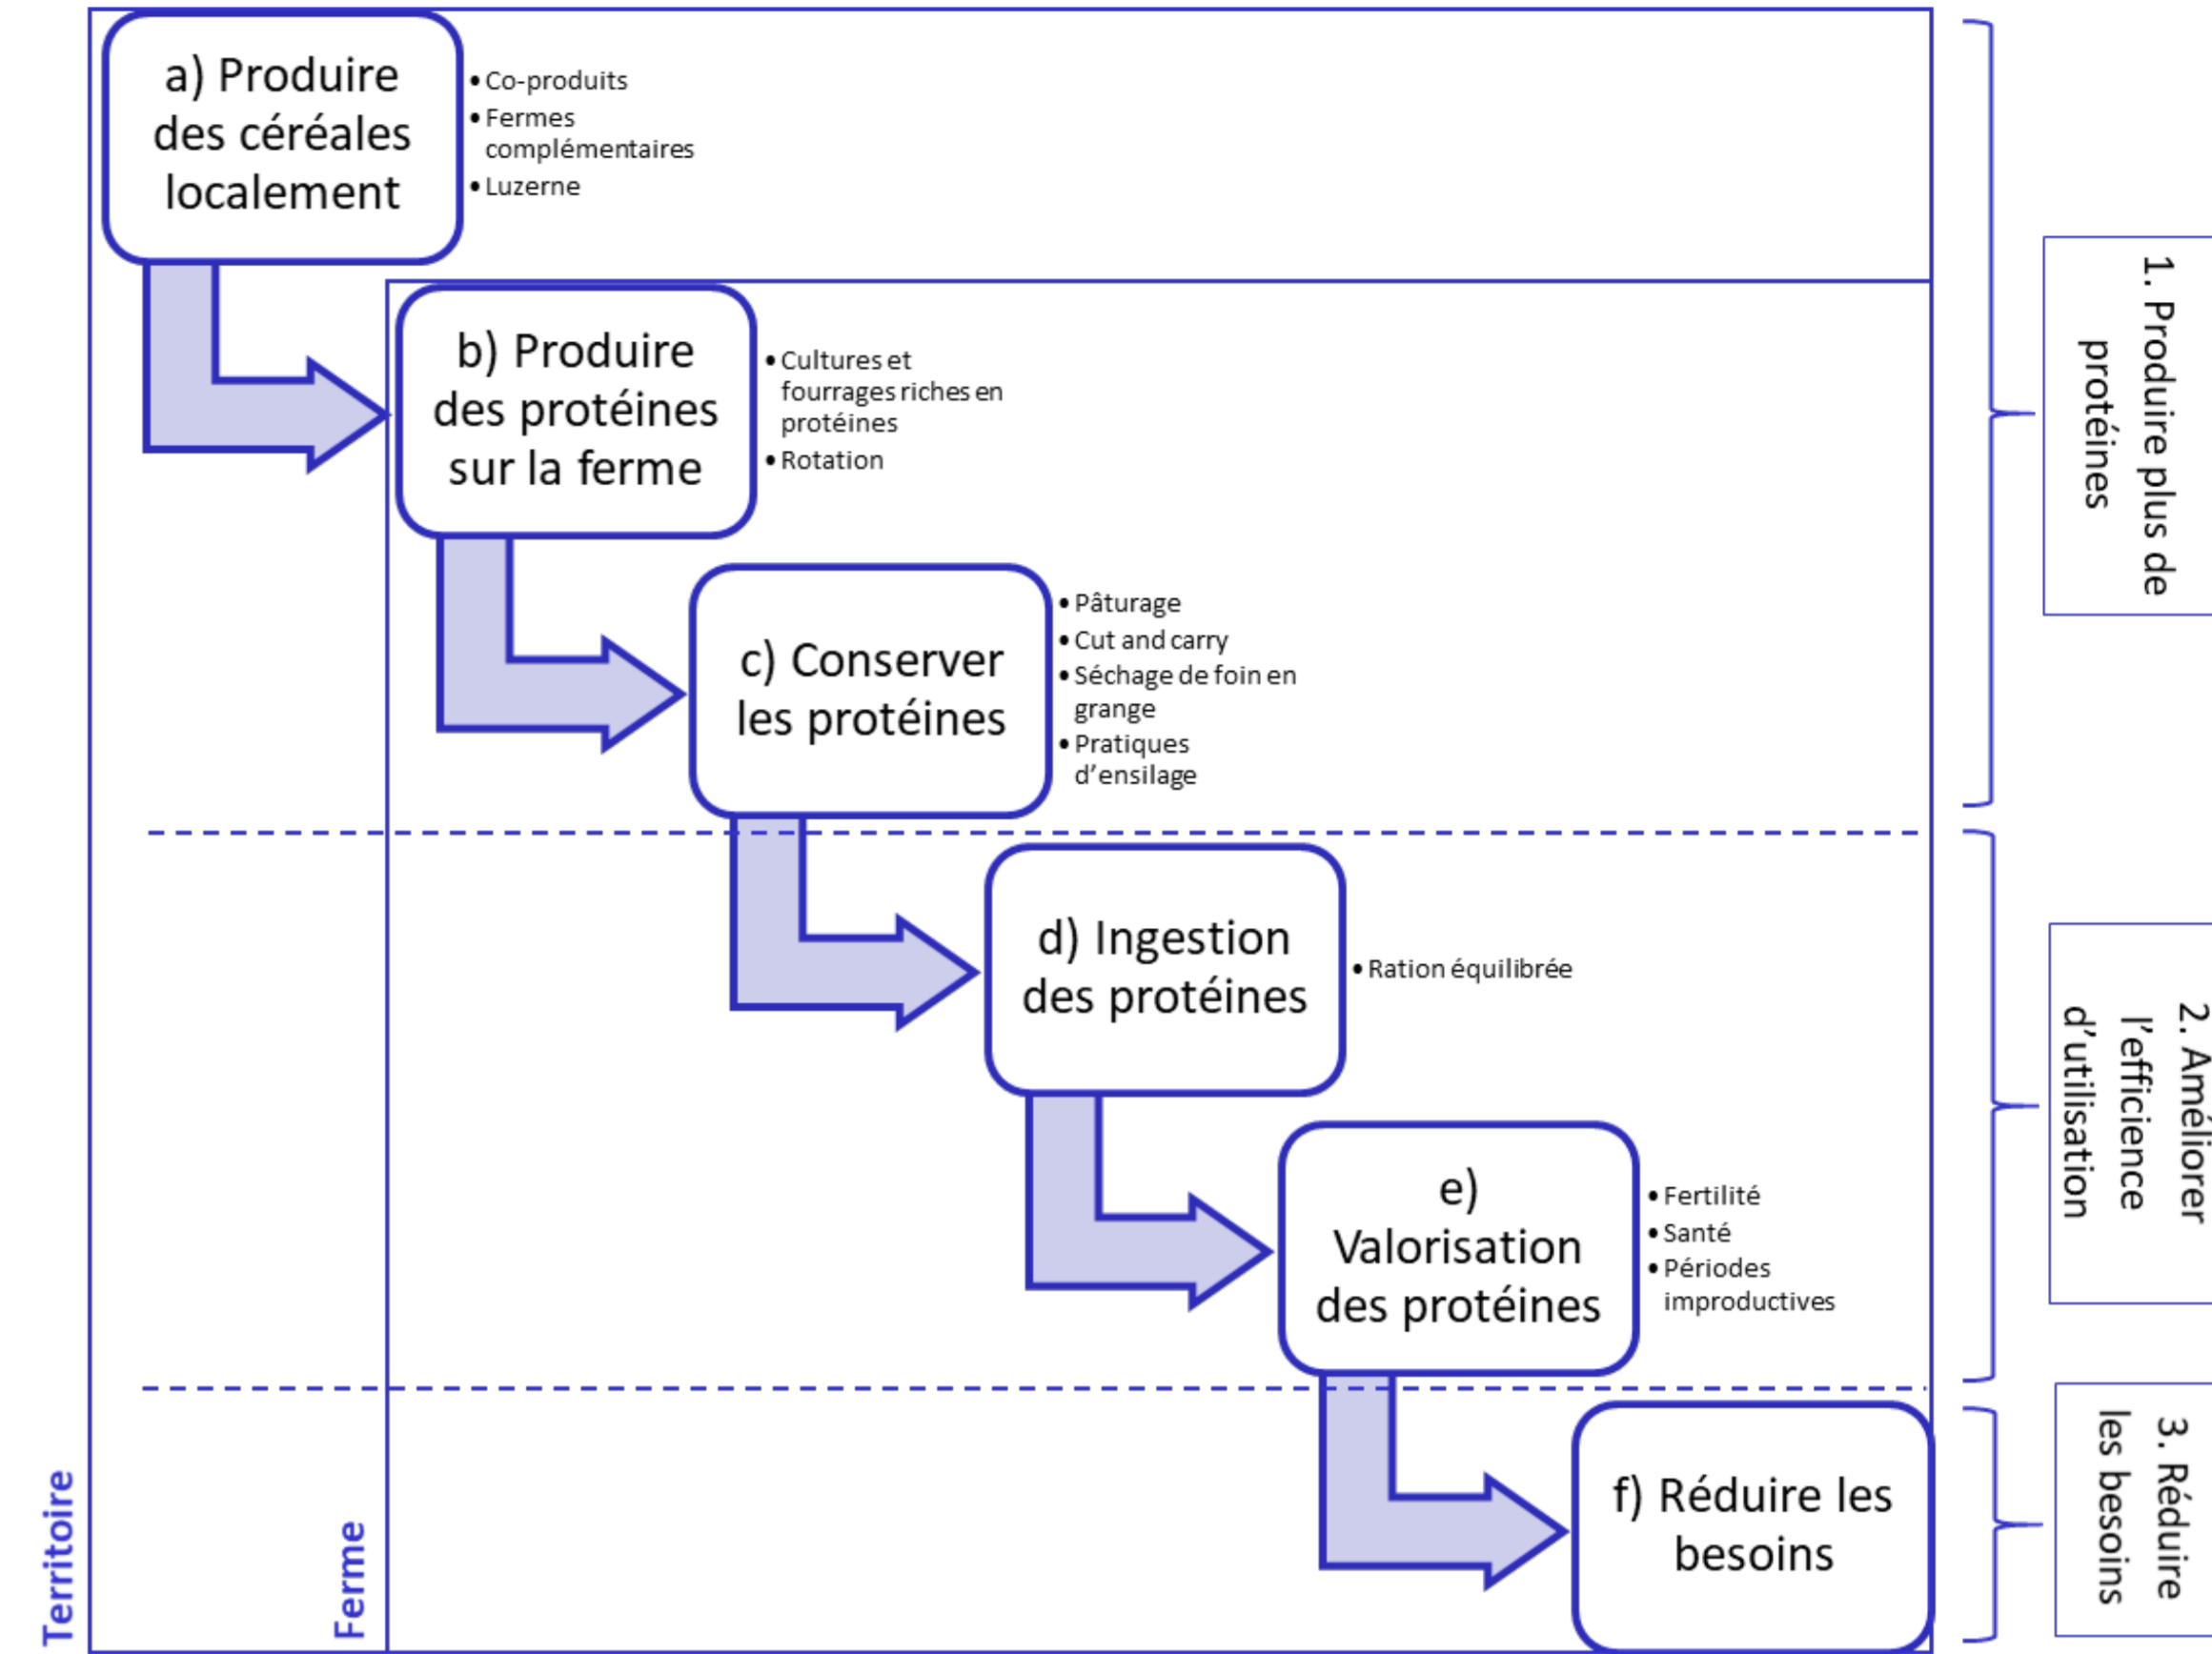 a) Produire
des céréales
localement
• Co-produits
• Fermes
complémentaires
• Luzerne
b) Produire
des protéines
sur la ferme
• Cultures et
fourrages riches en
protéines
• Rotation
c) Conserver
les protéines
• Pâturage
• Cut and carry
• Séchage de foin en
grange
• Pratiques
d’ensilage
d) Ingestion
des protéines
• Ration équilibrée
e)
Valorisation
des protéines
• Fertilité
• Santé
• Périodes
improductives
f) Réduire les
besoins
1. Produire plus de
protéines
2. Améliorer
l’efficience
d’utilisation
3. Réduire
les besoins
Territoire
Ferme